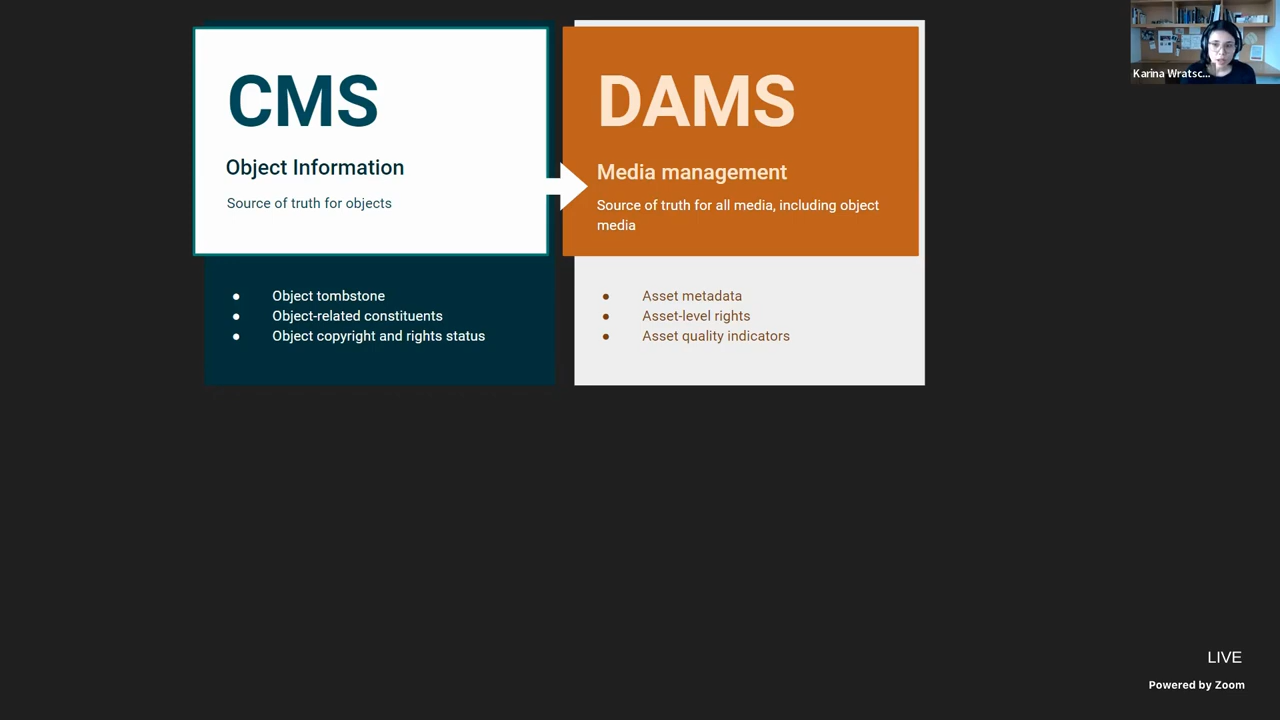 CMS
Object Information
Source of truth for objects
● Object tombstone
● Object-related constituents
● Object copyright and rights status
DAMS
Media management
Source of truth for all media, including object
media
● Asset metadata
● Asset-level rights
● Asset quality indicators
Karina Wratsc...
LIVE
Powered by Zoom